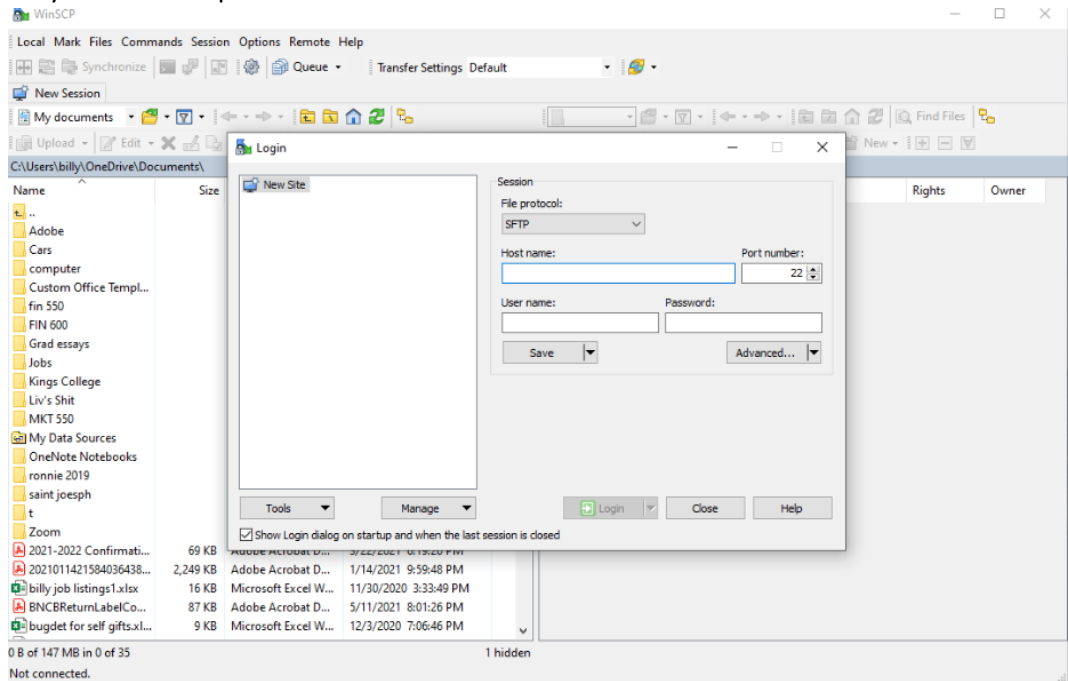 WinSCP
Local Mark Files Commands Session Options Remote Help
Synchronize Queue Transfer Settings Default
New Session
My documents Find Files
Upload Edit New
C:\Users\billy\OneDrive\Documents\
Name Size Rights Owner
..
Adobe
Cars
computer
Custom Office Templ...
fin 550
FIN 600
Grad essays
Jobs
Kings College
Liv's Shit
MKT 550
My Data Sources
OneNote Notebooks
ronnie 2019
saint joesph
t
Zoom
2021-2022 Confirmati... 69 KB
2021011421584036438... 2,249 KB Adobe Acrobat D... 1/14/2021 9:59:48 PM
billy job listings1.xlsx 16 KB Microsoft Excel W... 11/30/2020 3:33:49 PM
BNCBReturnLabelCo... 87 KB Adobe Acrobat D... 5/11/2021 8:01:26 PM
bugdet for self gifts.xl... 9 KB Microsoft Excel W... 12/3/2020 7:06:46 PM
0 B of 147 MB in 0 of 35 1 hidden
Not connected.
Login
New Site
Session
File protocol:
SFTP
Host name: Port number:
22
User name: Password:
Save Advanced...
Tools Manage Login Close Help
Show Login dialog on startup and when the last session is closed